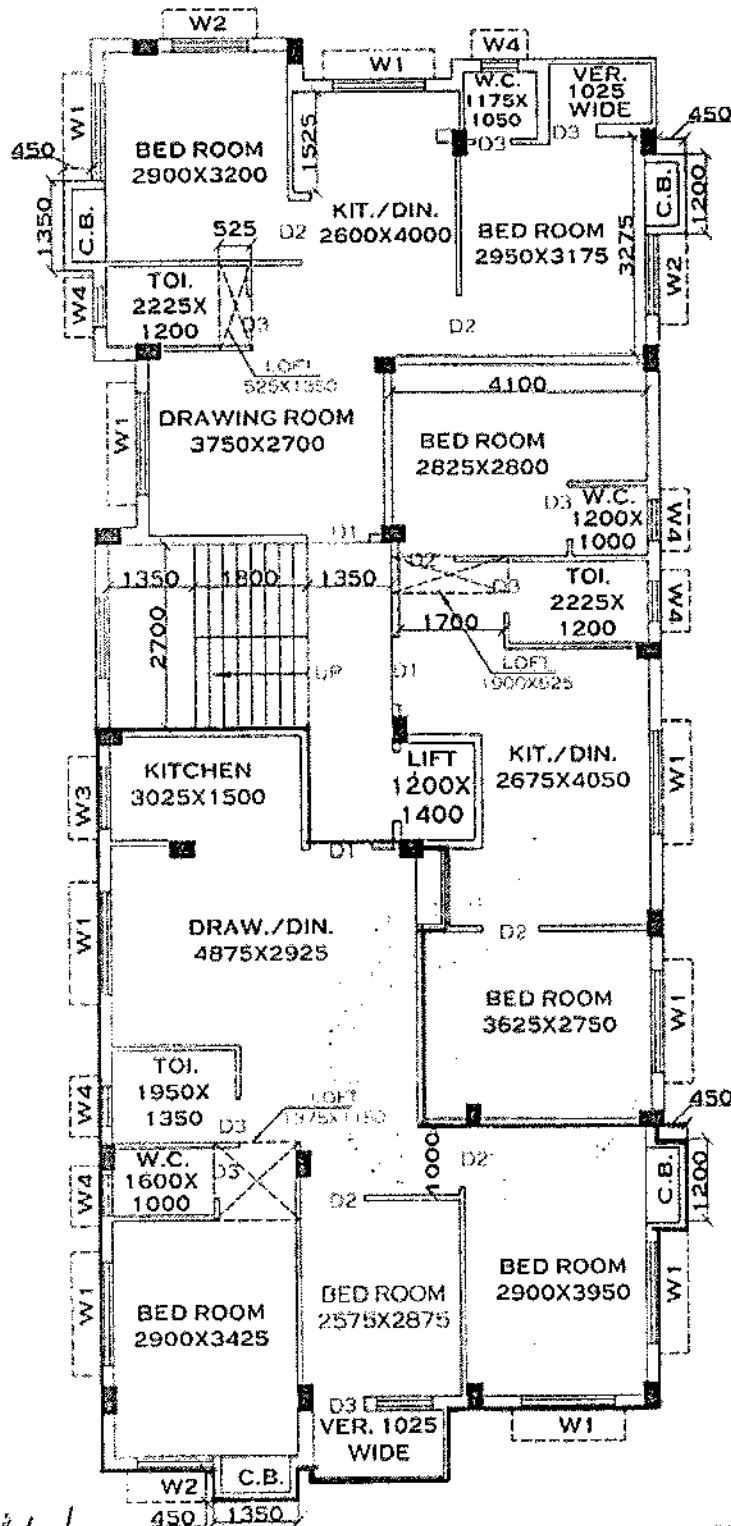 W2
W1
W4
W.C.
1175X
1050
VER.
1025
WIDE
W1
450
BED ROOM
2900X3200
1525
D3
D3
450
1350
C.B.
KIT./DIN.
2600X4000
BED ROOM
2950X3175
3275
C.B.
1200
D2
525
W4
TOI.
2225X
1200
D3
D2
W2
LOFT
525X1350
W1
DRAWING ROOM
3750X2700
4100
BED ROOM
2825X2800
D3
W.C.
1200X
1000
W4
D1
D2
1350
1800
1350
2700
D3
TOI.
2225X
1200
W4
1700
UP
D1
LOFT
KIT./DIN.
2675X4050
W1
LIFT
1200X
1400
KITCHEN
3025X1500
W3
D1
DRAW./DIN.
4875X2925
W1
D2
BED ROOM
3625X2750
W1
TOI.
1950X
1350
W4
D3
LOFT
1975X1150
450
W.C.
1600X
1000
W4
D3
1000
D2
D2
C.B.
1200
BED ROOM
2900X3425
W1
BED ROOM
2575X2875
BED ROOM
2900X3950
W1
D3
VER. 1025
WIDE
W1
W2
C.B.
450
1350